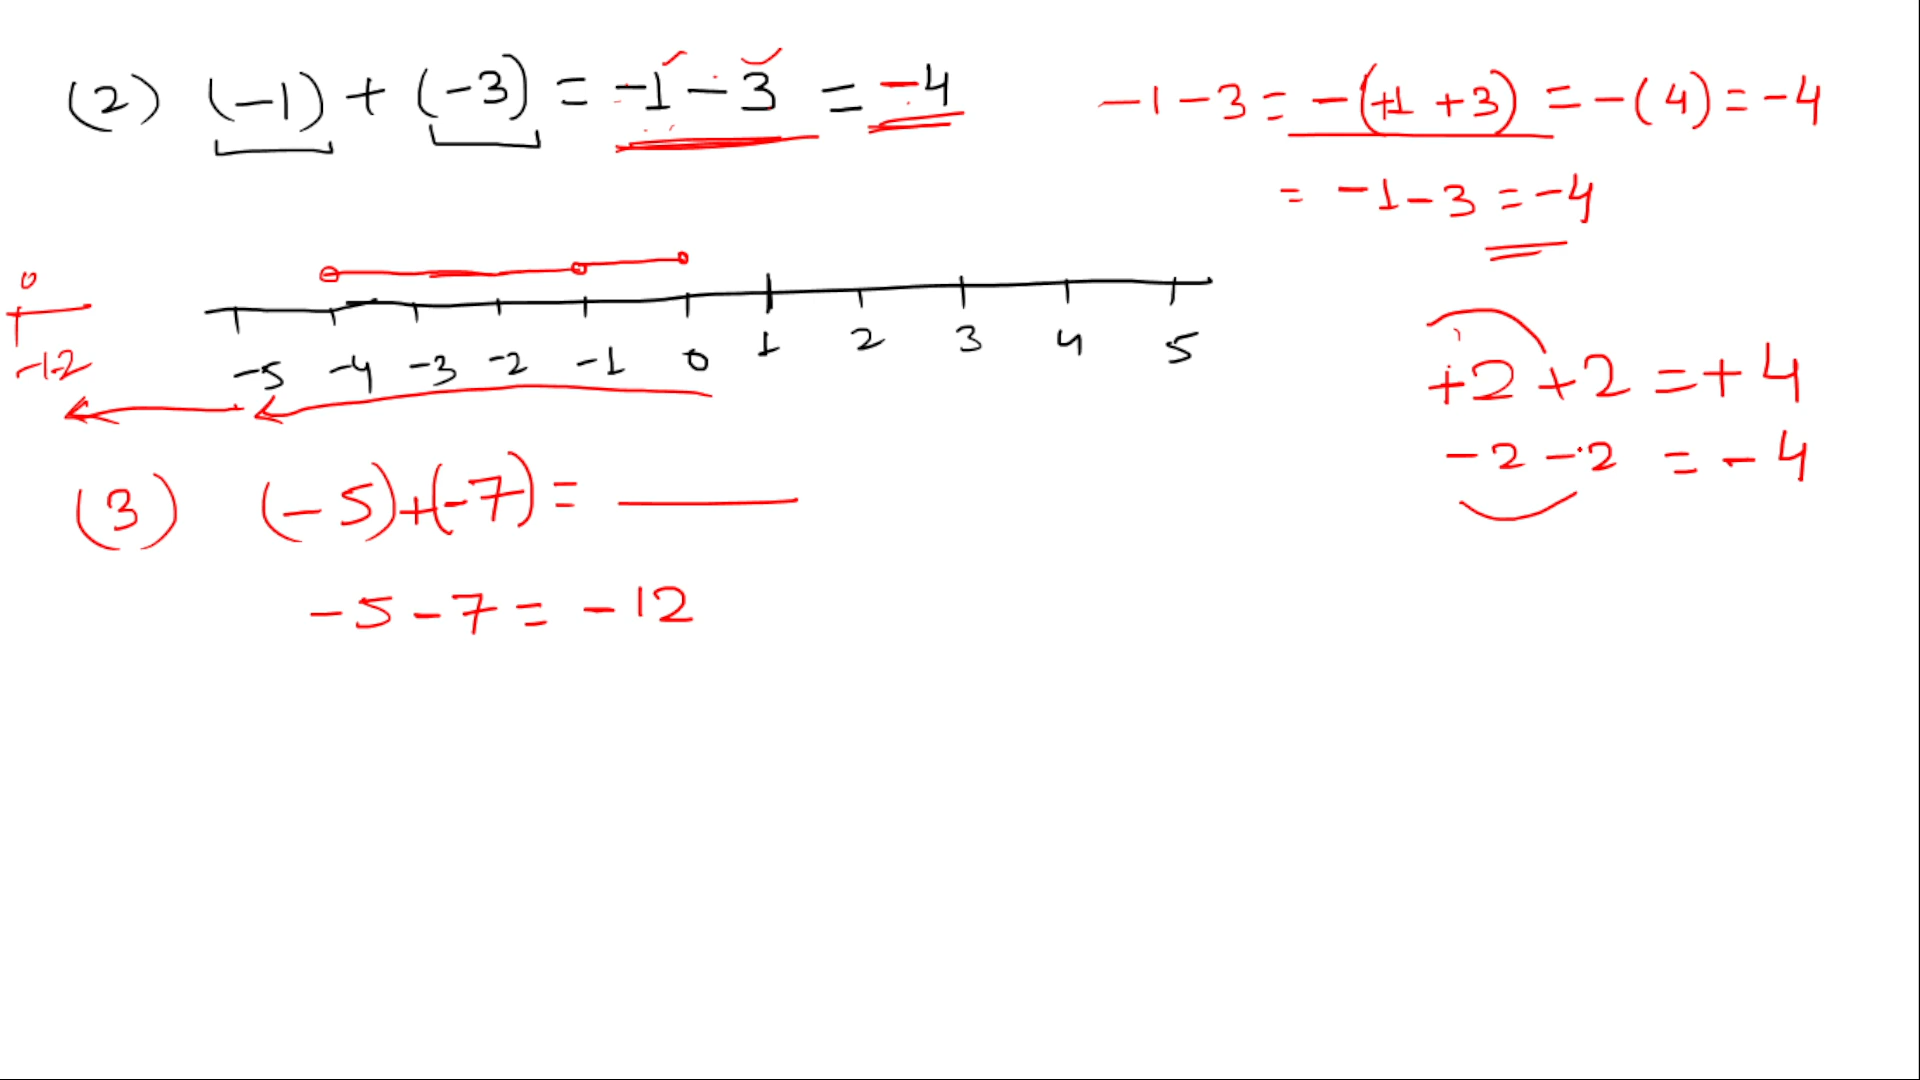 (2) (-1) + (-3) = -1 - 3 = -4
-1 - 3 = -(+1 +3) = -(4) = -4
= -1 - 3 = -4
0
-12
-5 -4 -3 -2 -1 0 1 2 3 4 5
+2 +2 = +4
-2 -2 = -4
(3) (-5)+(-7) = ______
-5 - 7 = -12